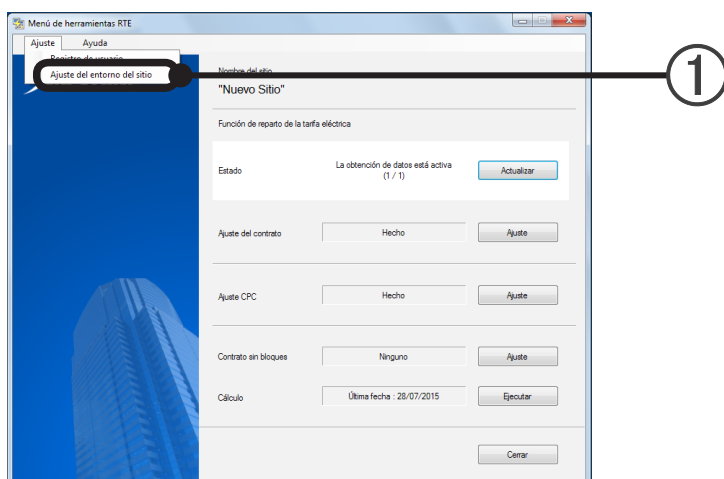 Menú de herramientas RTE
Ajuste Ayuda
Registro de usuario
Ajuste del entorno del sitio
①
Nombre del sitio
"Nuevo Sitio"
Función de reparto de la tarifa eléctrica
Estado
La obtención de datos está activa
(1 / 1)
Actualizar
Ajuste del contrato Hecho Ajuste
Ajuste CPC Hecho Ajuste
Contrato sin bloques Ninguno Ajuste
Cálculo Última fecha : 28/07/2015 Ejecutar
Cerrar